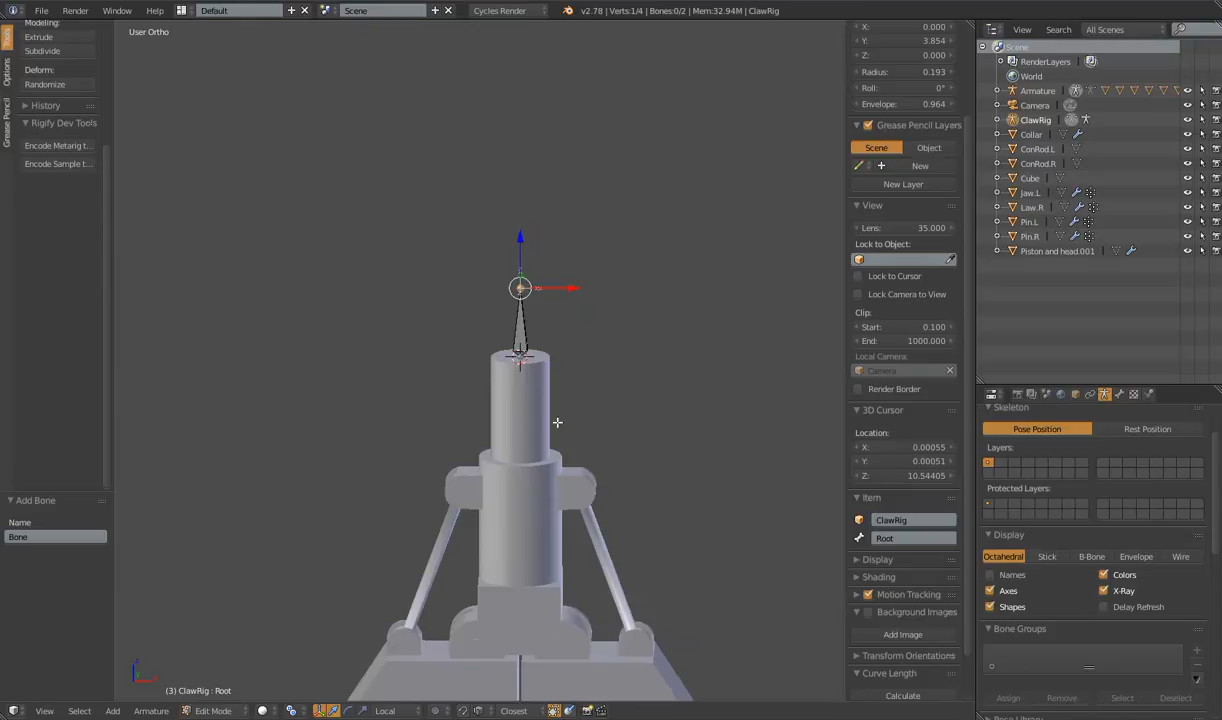 File Render Window Help Default Scene Cycles Render v2.78 | Verts:1/4 | Bones:0/2 | Mem:32.94M | ClawRig
Tools
Options
Grease Pencil
Modeling:
Extrude
Subdivide
Deform:
Randomize
History
Rigify Dev Tools
Encode Metarig t...
Encode Sample t...
Add Bone
Name
Bone
User Ortho
(3) ClawRig : Root
X: 0.000
Y: 3.854
Z: 0.000
Radius: 0.193
Roll: 0°
Envelope: 0.964
Grease Pencil Layers
Scene Object
New
New Layer
View
Lens: 35.000
Lock to Object:
Lock to Cursor
Lock Camera to View
Clip:
Start: 0.100
End: 1000.000
Local Camera:
Camera
Render Border
3D Cursor
Location:
X: 0.00055
Y: 0.00051
Z: 10.54405
Item
ClawRig
Root
Display
Shading
Motion Tracking
Background Images
Add Image
Transform Orientations
Curve Length
Calculate
View Search All Scenes
Scene
RenderLayers
World
Armature
Camera
ClawRig
Collar
ConRod.L
ConRod.R
Cube
Jaw.L
Law.R
Pin.L
Pin.R
Piston and head.001
Skeleton
Pose Position Rest Position
Layers:
Protected Layers:
Display
Octahedral Stick B-Bone Envelope Wire
Names Colors
Axes X-Ray
Shapes Delay Refresh
Bone Groups
Assign Remove Select Deselect
View Select Add Armature Edit Mode Local Closest